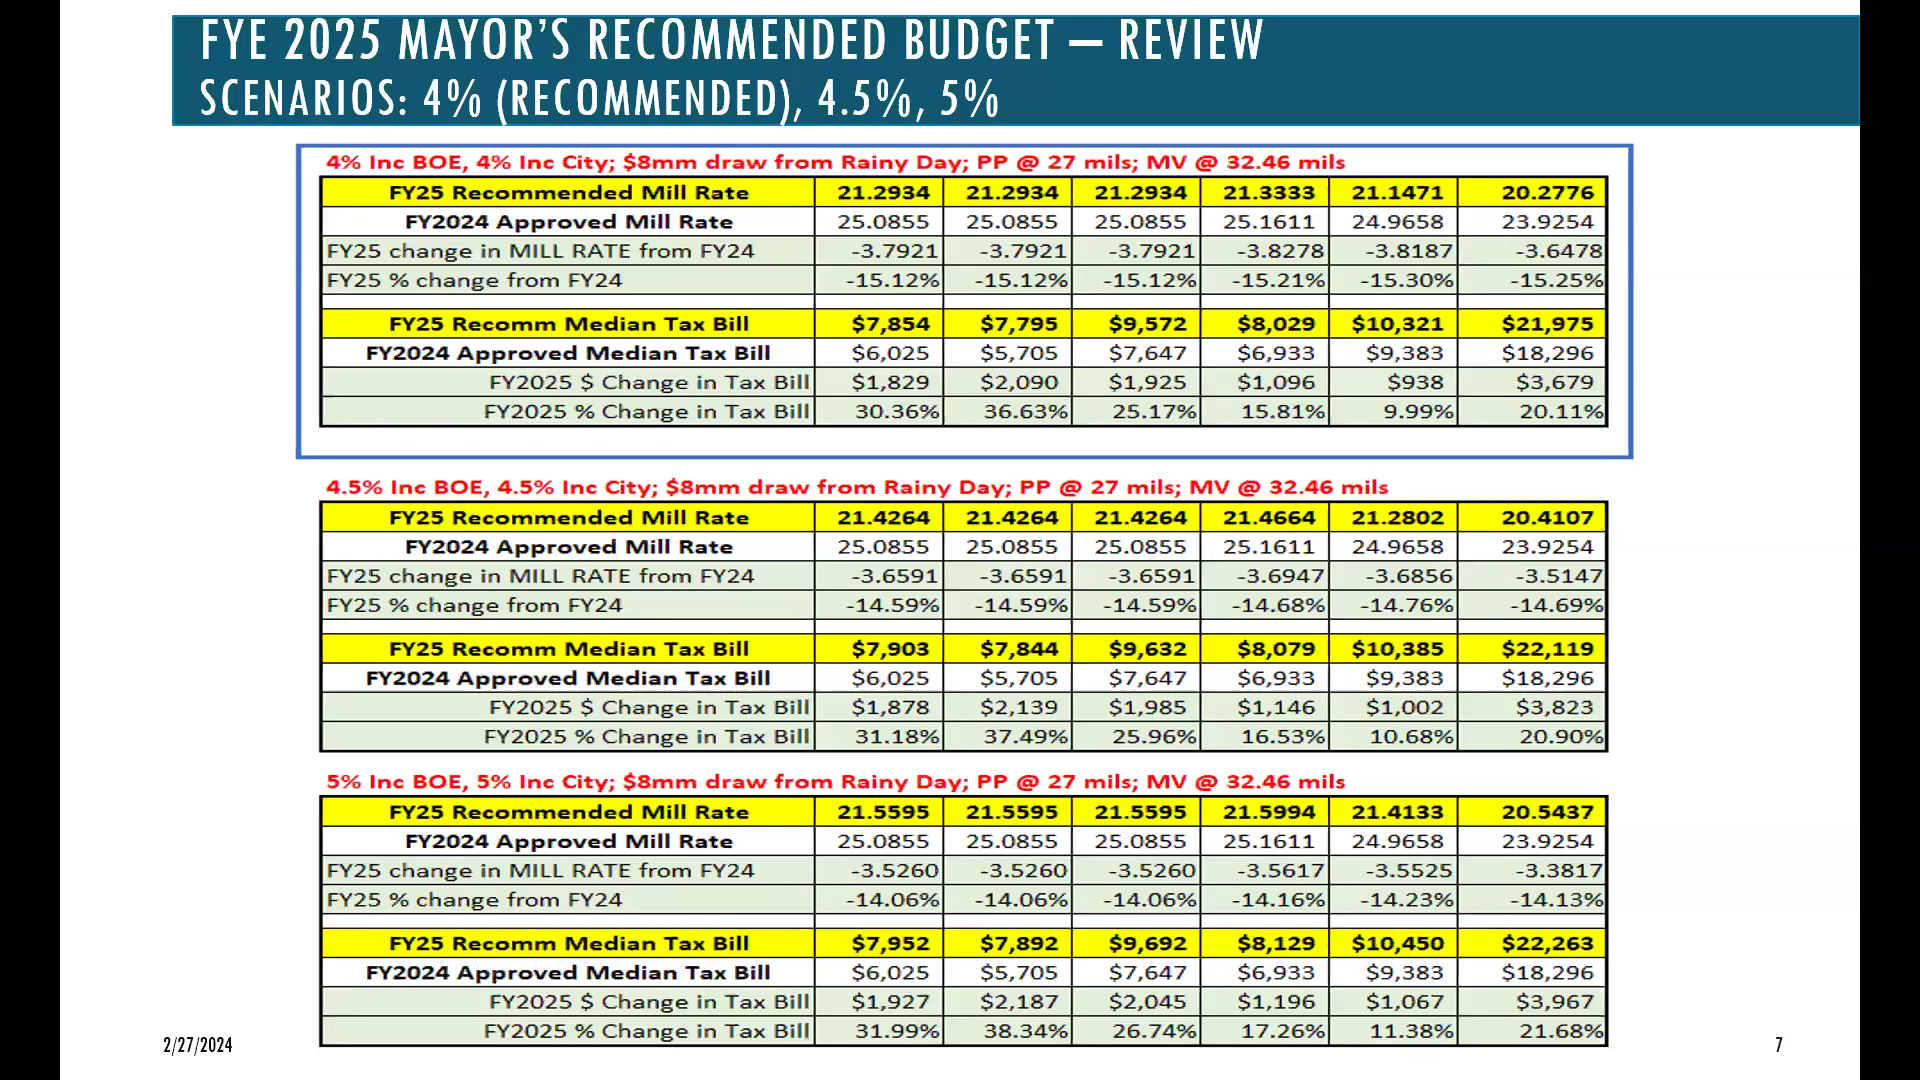 FYE 2025 MAYOR'S RECOMMENDED BUDGET — REVIEW
SCENARIOS: 4% (RECOMMENDED), 4.5%, 5%
4% Inc BOE, 4% Inc City; $8mm draw from Rainy Day; PP @ 27 mils; MV @ 32.46 mils
FY25 Recommended Mill Rate 21.2934 21.2934 21.2934 21.3333 21.1471 20.2776
FY2024 Approved Mill Rate 25.0855 25.0855 25.0855 25.1611 24.9658 23.9254
FY25 change in MILL RATE from FY24 -3.7921 -3.7921 -3.7921 -3.8278 -3.8187 -3.6478
FY25 % change from FY24 -15.12% -15.12% -15.12% -15.21% -15.30% -15.25%
FY25 Recomm Median Tax Bill $7,854 $7,795 $9,572 $8,029 $10,321 $21,975
FY2024 Approved Median Tax Bill $6,025 $5,705 $7,647 $6,933 $9,383 $18,296
FY2025 $ Change in Tax Bill $1,829 $2,090 $1,925 $1,096 $938 $3,679
FY2025 % Change in Tax Bill 30.36% 36.63% 25.17% 15.81% 9.99% 20.11%
4.5% Inc BOE, 4.5% Inc City; $8mm draw from Rainy Day; PP @ 27 mils; MV @ 32.46 mils
FY25 Recommended Mill Rate 21.4264 21.4264 21.4264 21.4664 21.2802 20.4107
FY2024 Approved Mill Rate 25.0855 25.0855 25.0855 25.1611 24.9658 23.9254
FY25 change in MILL RATE from FY24 -3.6591 -3.6591 -3.6591 -3.6947 -3.6856 -3.5147
FY25 % change from FY24 -14.59% -14.59% -14.59% -14.68% -14.76% -14.69%
FY25 Recomm Median Tax Bill $7,903 $7,844 $9,632 $8,079 $10,385 $22,119
FY2024 Approved Median Tax Bill $6,025 $5,705 $7,647 $6,933 $9,383 $18,296
FY2025 $ Change in Tax Bill $1,878 $2,139 $1,985 $1,146 $1,002 $3,823
FY2025 % Change in Tax Bill 31.18% 37.49% 25.96% 16.53% 10.68% 20.90%
5% Inc BOE, 5% Inc City; $8mm draw from Rainy Day; PP @ 27 mils; MV @ 32.46 mils
FY25 Recommended Mill Rate 21.5595 21.5595 21.5595 21.5994 21.4133 20.5437
FY2024 Approved Mill Rate 25.0855 25.0855 25.0855 25.1611 24.9658 23.9254
FY25 change in MILL RATE from FY24 -3.5260 -3.5260 -3.5260 -3.5617 -3.5525 -3.3817
FY25 % change from FY24 -14.06% -14.06% -14.06% -14.16% -14.23% -14.13%
FY25 Recomm Median Tax Bill $7,952 $7,892 $9,692 $8,129 $10,450 $22,263
FY2024 Approved Median Tax Bill $6,025 $5,705 $7,647 $6,933 $9,383 $18,296
FY2025 $ Change in Tax Bill $1,927 $2,187 $2,045 $1,196 $1,067 $3,967
FY2025 % Change in Tax Bill 31.99% 38.34% 26.74% 17.26% 11.38% 21.68%
2/27/2024
7